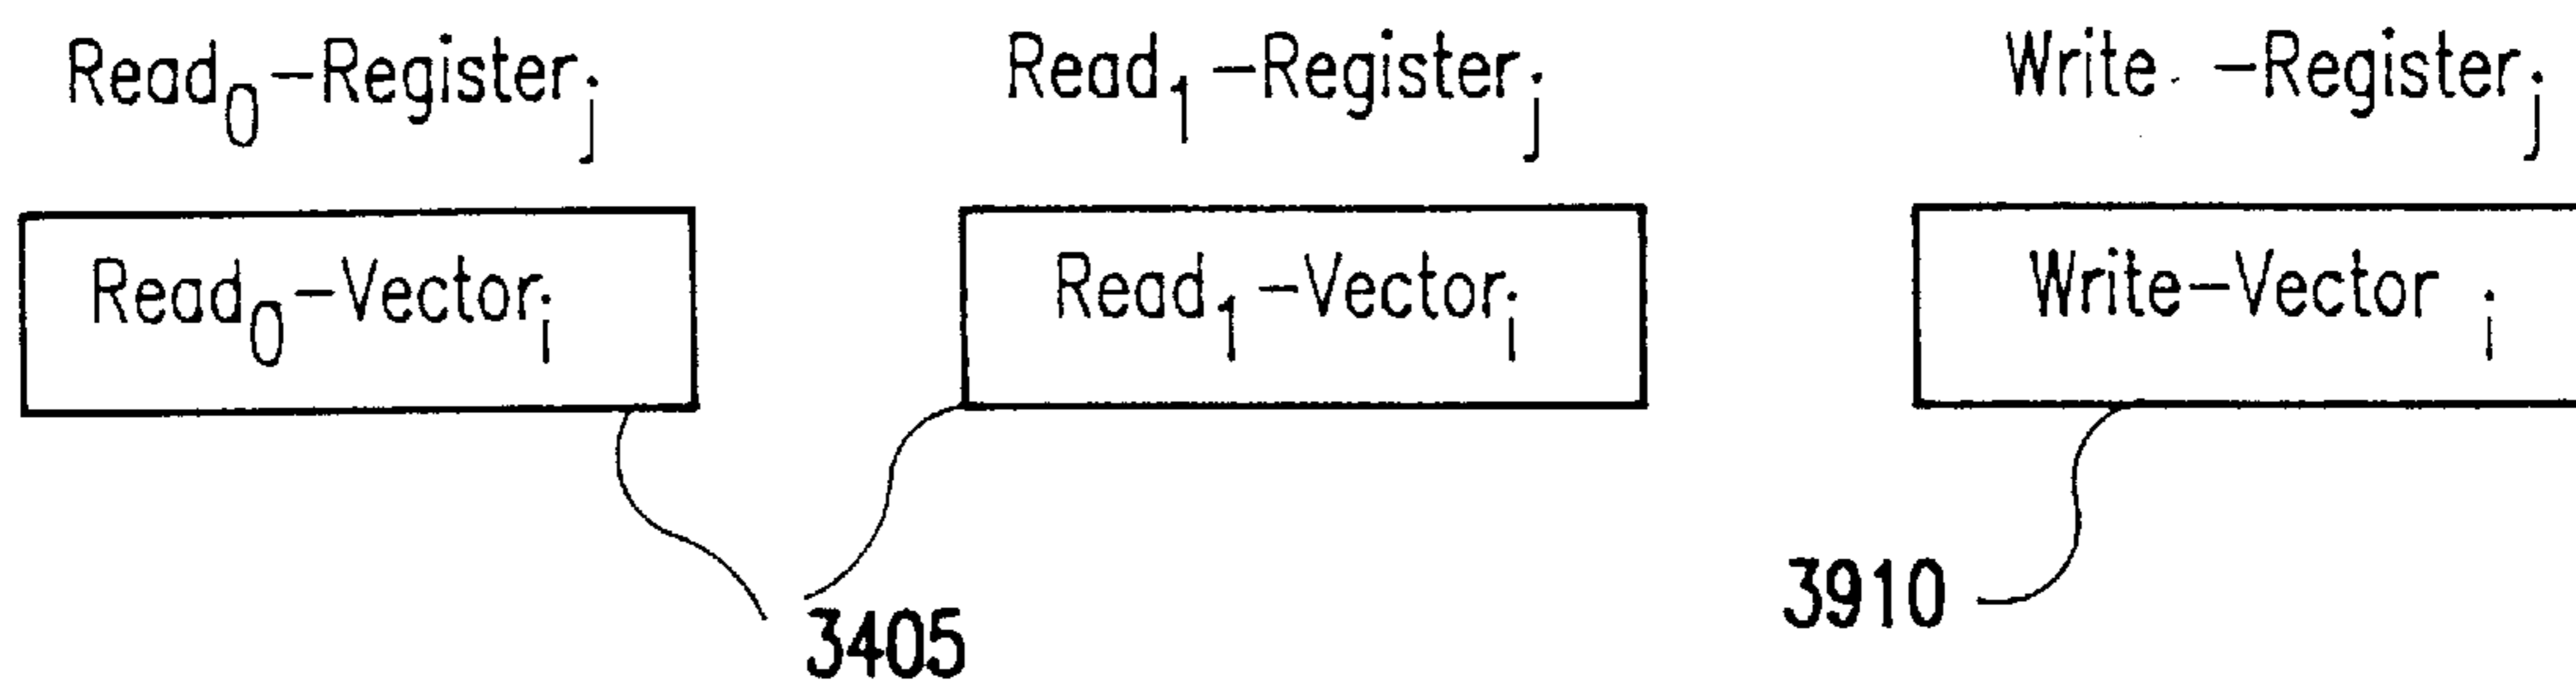 Read₀-Registerⱼ Read₁-Registerⱼ Write -Registerⱼ
Read₀-Vectorᵢ Read₁-Vectorᵢ Write-Vector ᵢ
3910
3405